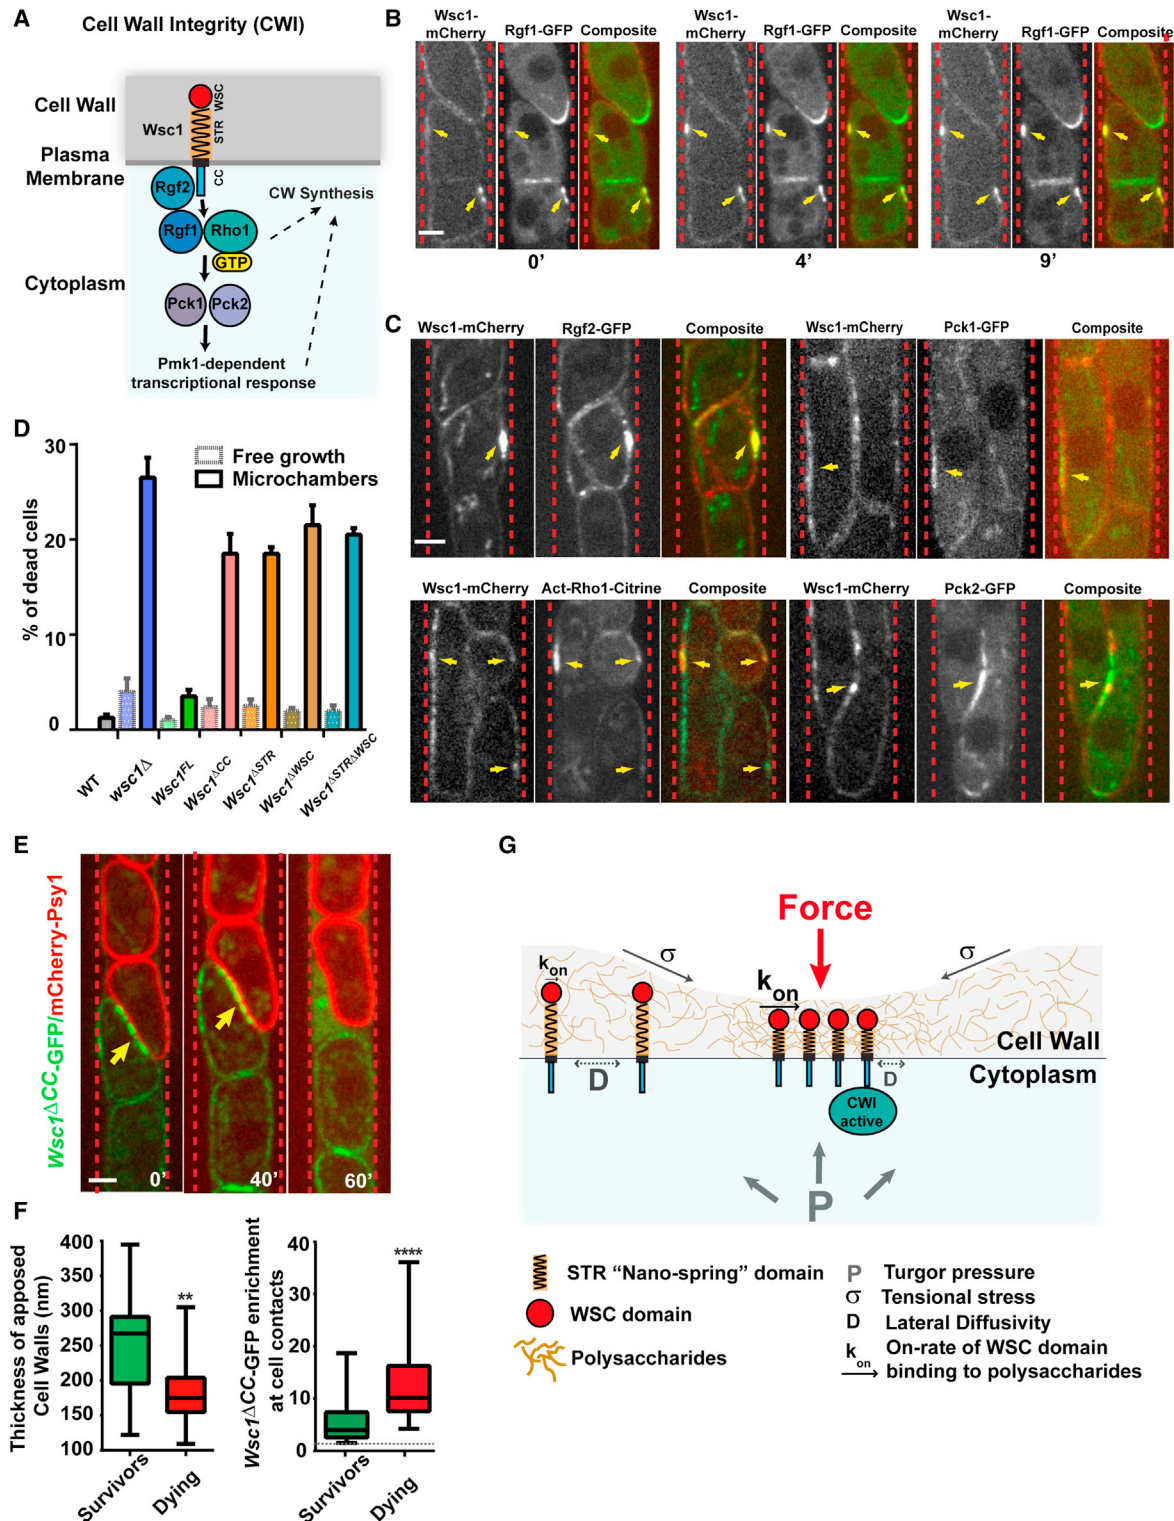 A
Cell Wall Integrity (CWI)
Cell Wall
Wsc1
WSC
STR
CC
Plasma
Membrane
Rgf2
Rgf1
Rho1
GTP
CW Synthesis
Cytoplasm
Pck1
Pck2
Pmk1-dependent
transcriptional response
B
Wsc1-
mCherry
Rgf1-GFP
Composite
Wsc1-
mCherry
Rgf1-GFP
Composite
Wsc1-
mCherry
Rgf1-GFP
Composite
0'
4'
9'
C
Wsc1-mCherry
Rgf2-GFP
Composite
Wsc1-mCherry
Pck1-GFP
Composite
Wsc1-mCherry
Act-Rho1-Citrine
Composite
Wsc1-mCherry
Pck2-GFP
Composite
D
% of dead cells
30
20
10
0
Free growth
Microchambers
WT
wsc1Δ
Wsc1FL
Wsc1ΔCC
Wsc1ΔSTR
Wsc1ΔWSC
Wsc1ΔSTRΔWSC
E
Wsc1ΔCC-GFP/mCherry-Psy1
0'
40'
60'
F
Thickness of apposed
Cell Walls (nm)
400
350
300
250
200
150
100
**
Survivors
Dying
Wsc1ΔCC-GFP enrichment
at cell contacts
40
30
20
10
0
****
Survivors
Dying
G
Force
σ
σ
kon
kon
Cell Wall
Cytoplasm
D
D
CWI
active
P
STR “Nano-spring” domain
WSC domain
Polysaccharides
P Turgor pressure
σ Tensional stress
D Lateral Diffusivity
kon On-rate of WSC domain
binding to polysaccharides